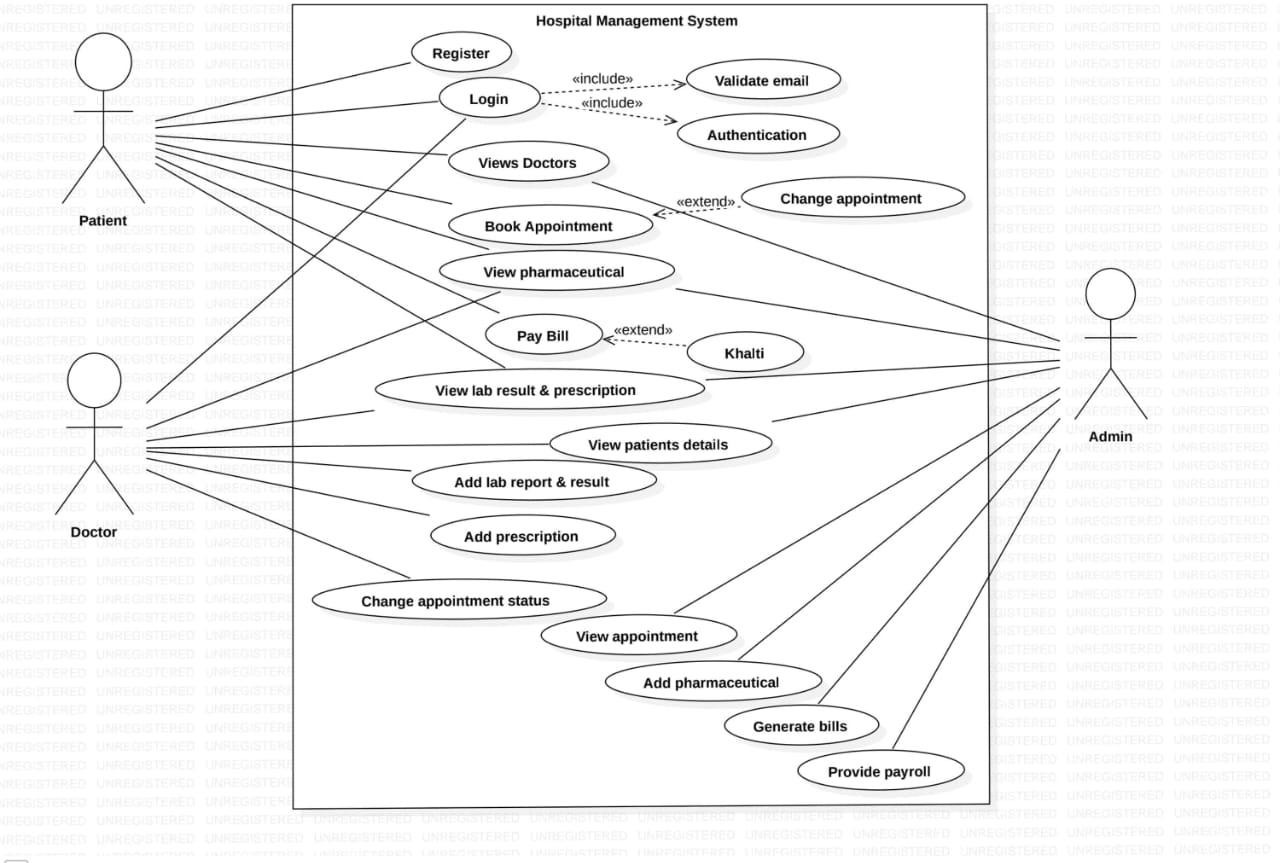 Hospital Management System
Register
Login
«include»
Validate email
«include»
Authentication
Views Doctors
Patient
«extend»
Change appointment
Book Appointment
View pharmaceutical
Pay Bill
«extend»
Khalti
View lab result & prescription
Admin
View patients details
Add lab report & result
Doctor
Add prescription
Change appointment status
View appointment
Add pharmaceutical
Generate bills
Provide payroll
UNREGISTERED